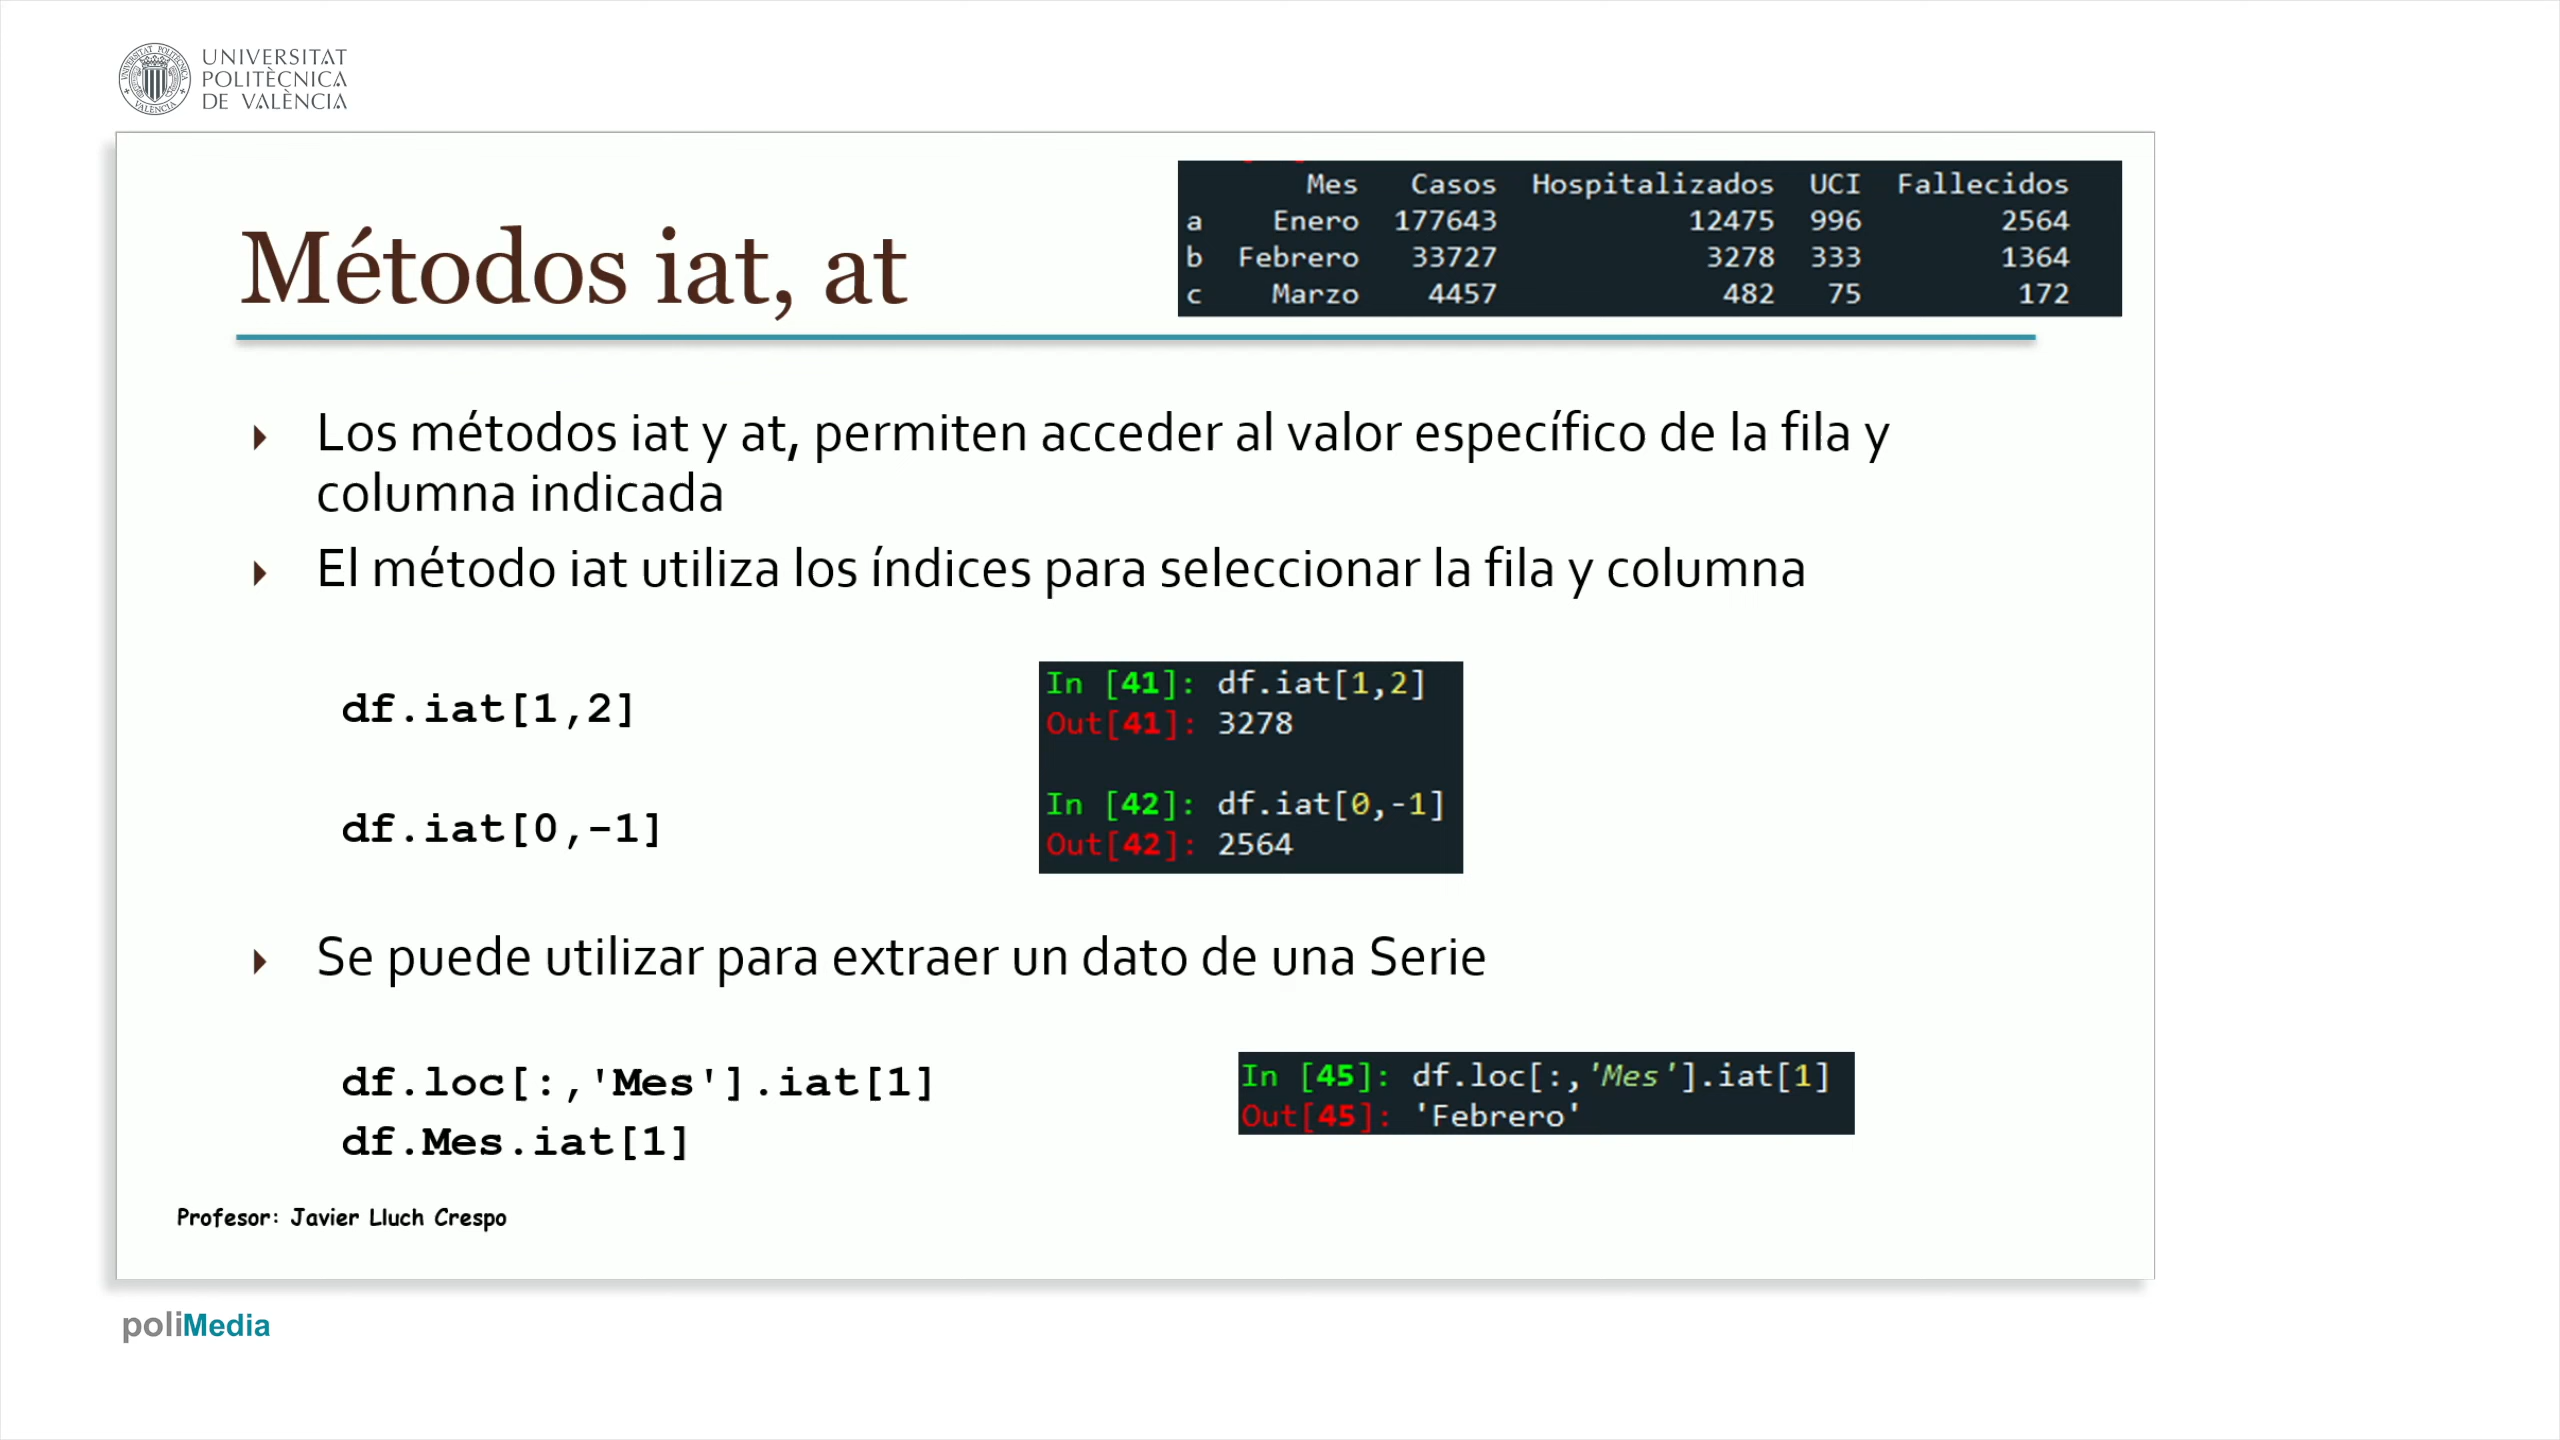 UNIVERSITAT
POLITÈCNICA
DE VALÈNCIA
Métodos iat, at
Mes Casos Hospitalizados UCI Fallecidos
a Enero 177643 12475 996 2564
b Febrero 33727 3278 333 1364
c Marzo 4457 482 75 172
Los métodos iat y at, permiten acceder al valor específico de la fila y
columna indicada
El método iat utiliza los índices para seleccionar la fila y columna
df.iat[1,2]
df.iat[0,-1]
In [41]: df.iat[1,2]
Out[41]: 3278
In [42]: df.iat[0,-1]
Out[42]: 2564
Se puede utilizar para extraer un dato de una Serie
df.loc[:,'Mes'].iat[1]
df.Mes.iat[1]
In [45]: df.loc[:,'Mes'].iat[1]
Out[45]: 'Febrero'
Profesor: Javier Lluch Crespo
poliMedia